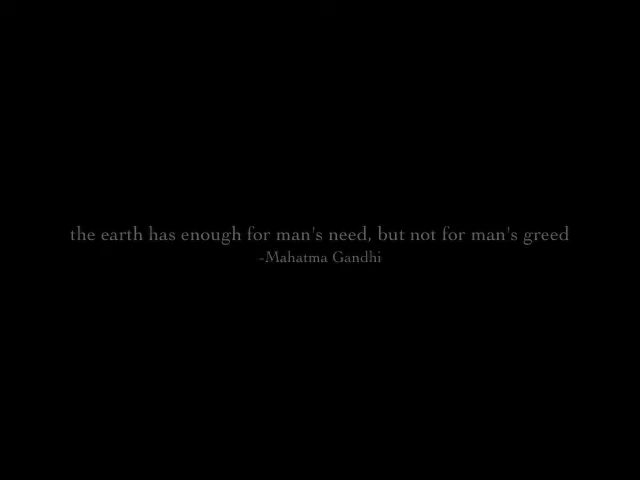 the earth has enough for man's need, but not for man's greed
-Mahatma Gandhi